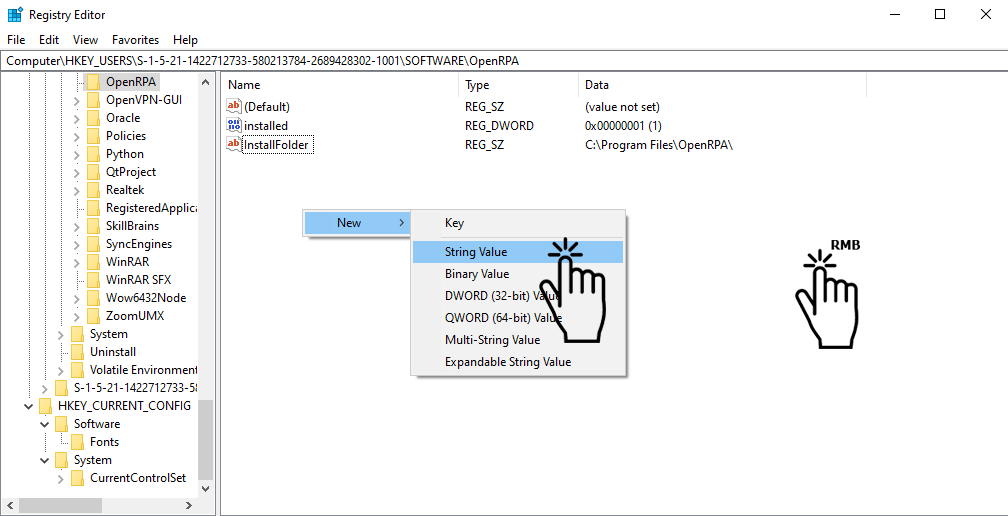 Registry Editor
File Edit View Favorites Help
Computer\HKEY_USERS\S-1-5-21-1422712733-580213784-2689428302-1001\SOFTWARE\OpenRPA
OpenRPA
OpenVPN-GUI
Oracle
Policies
Python
QtProject
Realtek
RegisteredApplica
SkillBrains
SyncEngines
WinRAR
WinRAR SFX
Wow6432Node
ZoomUMX
System
Uninstall
Volatile Environment
S-1-5-21-1422712733-58
HKEY_CURRENT_CONFIG
Software
Fonts
System
CurrentControlSet
Name Type Data
(Default) REG_SZ (value not set)
installed REG_DWORD 0x00000001 (1)
InstallFolder REG_SZ C:\Program Files\OpenRPA\
New
Key
String Value
Binary Value
DWORD (32-bit) Value
QWORD (64-bit) Value
Multi-String Value
Expandable String Value
RMB